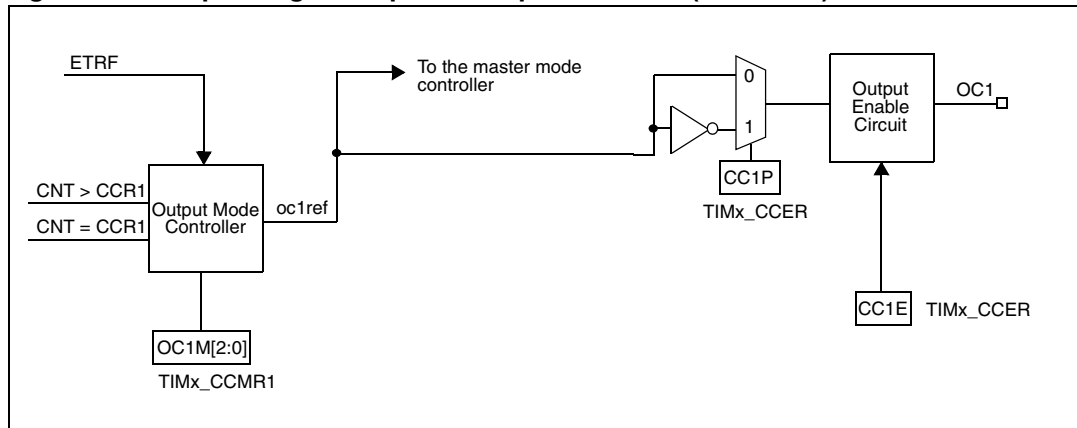 ETRF
To the master mode
controller
0
1
Output
Enable
Circuit
OC1
CNT > CCR1
CNT = CCR1
Output Mode
Controller
oc1ref
CC1P
TIMx_CCER
CC1E
TIMx_CCER
OC1M[2:0]
TIMx_CCMR1